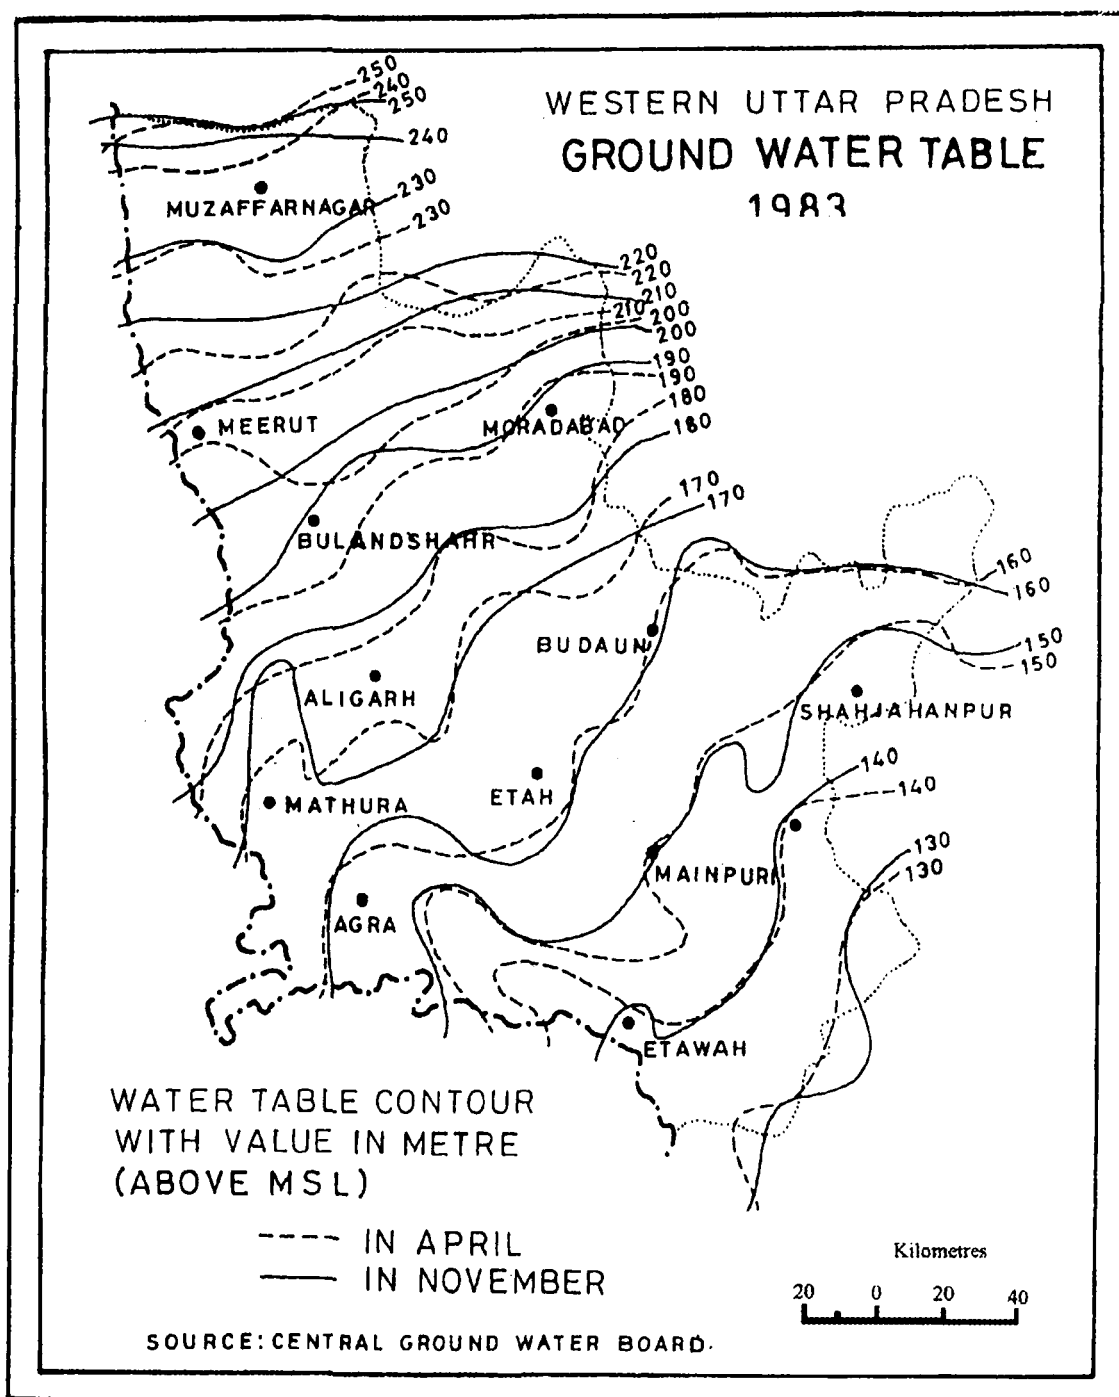 WESTERN UTTAR PRADESH
GROUND WATER TABLE
1983
250
240
250
240
MUZAFFARNAGAR
230
230
220
220
210
210
200
200
190
190
180
180
MEERUT
MORADABAD
170
170
BULANDSHAHR
160
160
BUDAUN
150
150
ALIGARH
SHAHJAHANPUR
140
140
MATHURA
ETAH
130
130
MAINPURI
AGRA
ETAWAH
WATER TABLE CONTOUR
WITH VALUE IN METRE
(ABOVE MSL)
IN APRIL
IN NOVEMBER
Kilometres
20 0 20 40
SOURCE: CENTRAL GROUND WATER BOARD.